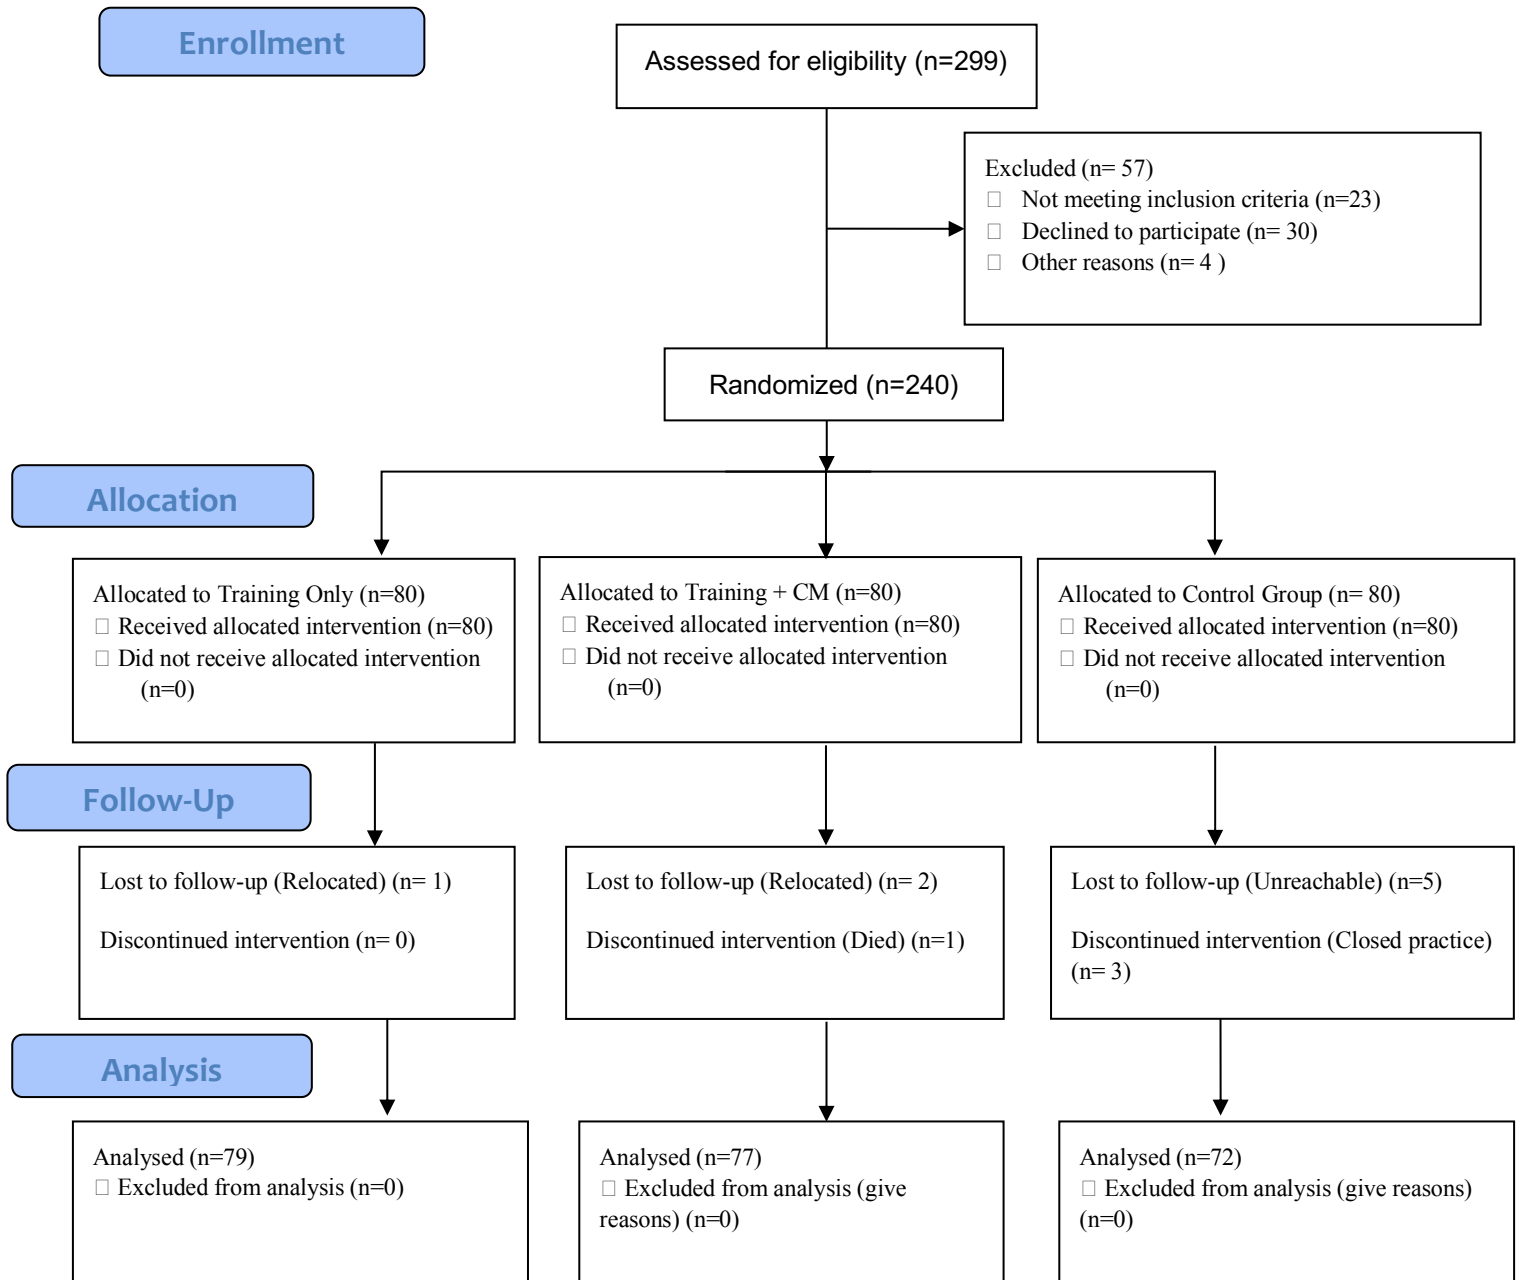 Enrollment
Assessed for eligibility (n=299)
Excluded (n= 57)
□ Not meeting inclusion criteria (n=23)
□ Declined to participate (n= 30)
□ Other reasons (n= 4 )
Randomized (n=240)
Allocation
Allocated to Training Only (n=80)
□ Received allocated intervention (n=80)
□ Did not receive allocated intervention
(n=0)
Allocated to Training + CM (n=80)
□ Received allocated intervention (n=80)
□ Did not receive allocated intervention
(n=0)
Allocated to Control Group (n= 80)
□ Received allocated intervention (n=80)
□ Did not receive allocated intervention
(n=0)
Follow-Up
Lost to follow-up (Relocated) (n= 1)
Discontinued intervention (n= 0)
Lost to follow-up (Relocated) (n= 2)
Discontinued intervention (Died) (n=1)
Lost to follow-up (Unreachable) (n=5)
Discontinued intervention (Closed practice)
(n= 3)
Analysis
Analysed (n=79)
□ Excluded from analysis (n=0)
Analysed (n=77)
□ Excluded from analysis (give
reasons) (n=0)
Analysed (n=72)
□ Excluded from analysis (give reasons)
(n=0)